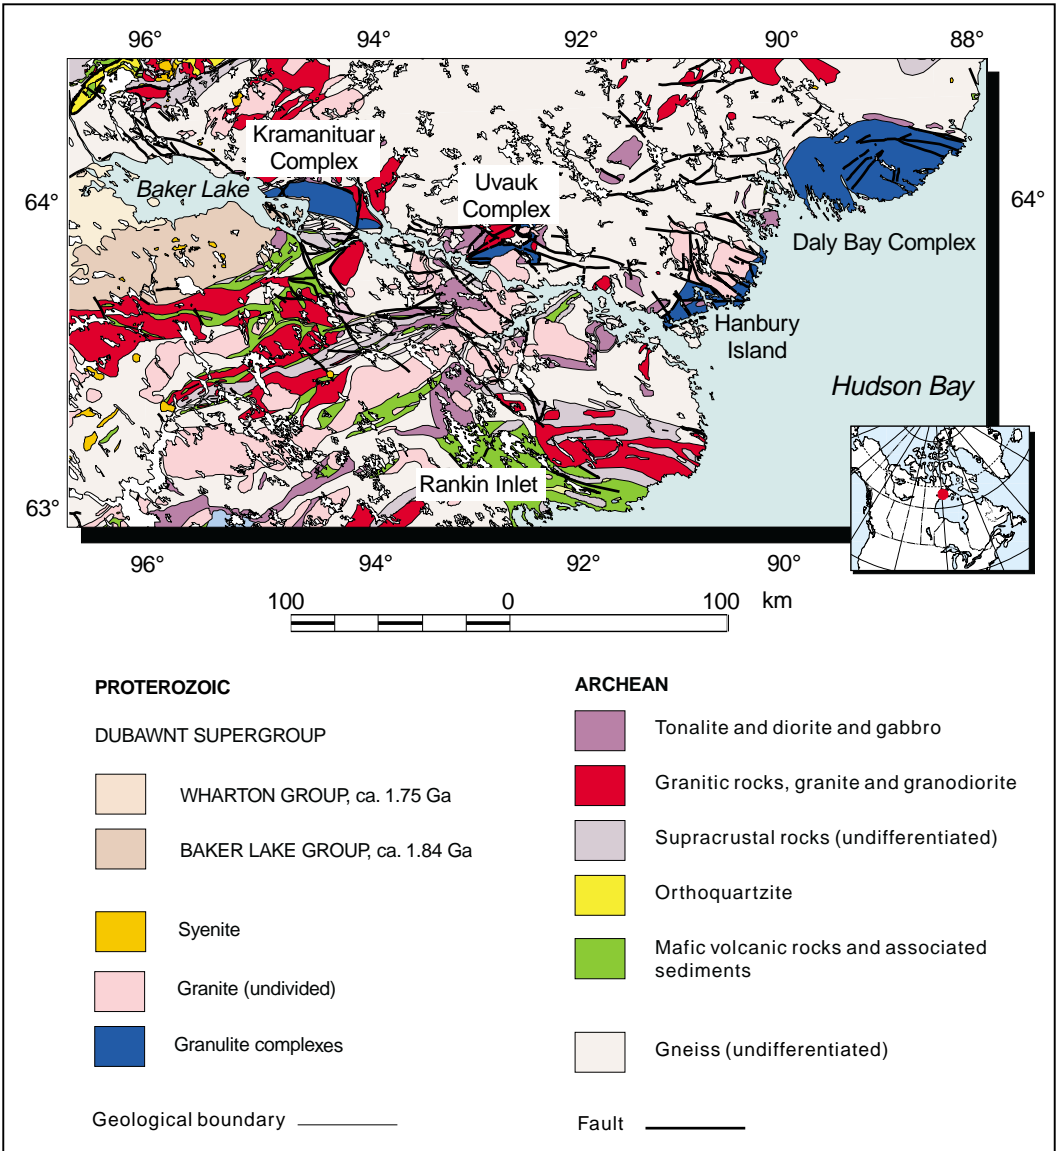 96° 94° 92° 90° 88°
Kramanituar
Complex
Baker Lake
Uvauk
Complex
64° 64°
Daly Bay Complex
Hanbury
Island
Hudson Bay
Rankin Inlet
63°
96° 94° 92° 90°
100 0 100 km
PROTEROZOIC
DUBAWNT SUPERGROUP
WHARTON GROUP, ca. 1.75 Ga
BAKER LAKE GROUP, ca. 1.84 Ga
Syenite
Granite (undivided)
Granulite complexes
Geological boundary
ARCHEAN
Tonalite and diorite and gabbro
Granitic rocks, granite and granodiorite
Supracrustal rocks (undifferentiated)
Orthoquartzite
Mafic volcanic rocks and associated
sediments
Gneiss (undifferentiated)
Fault